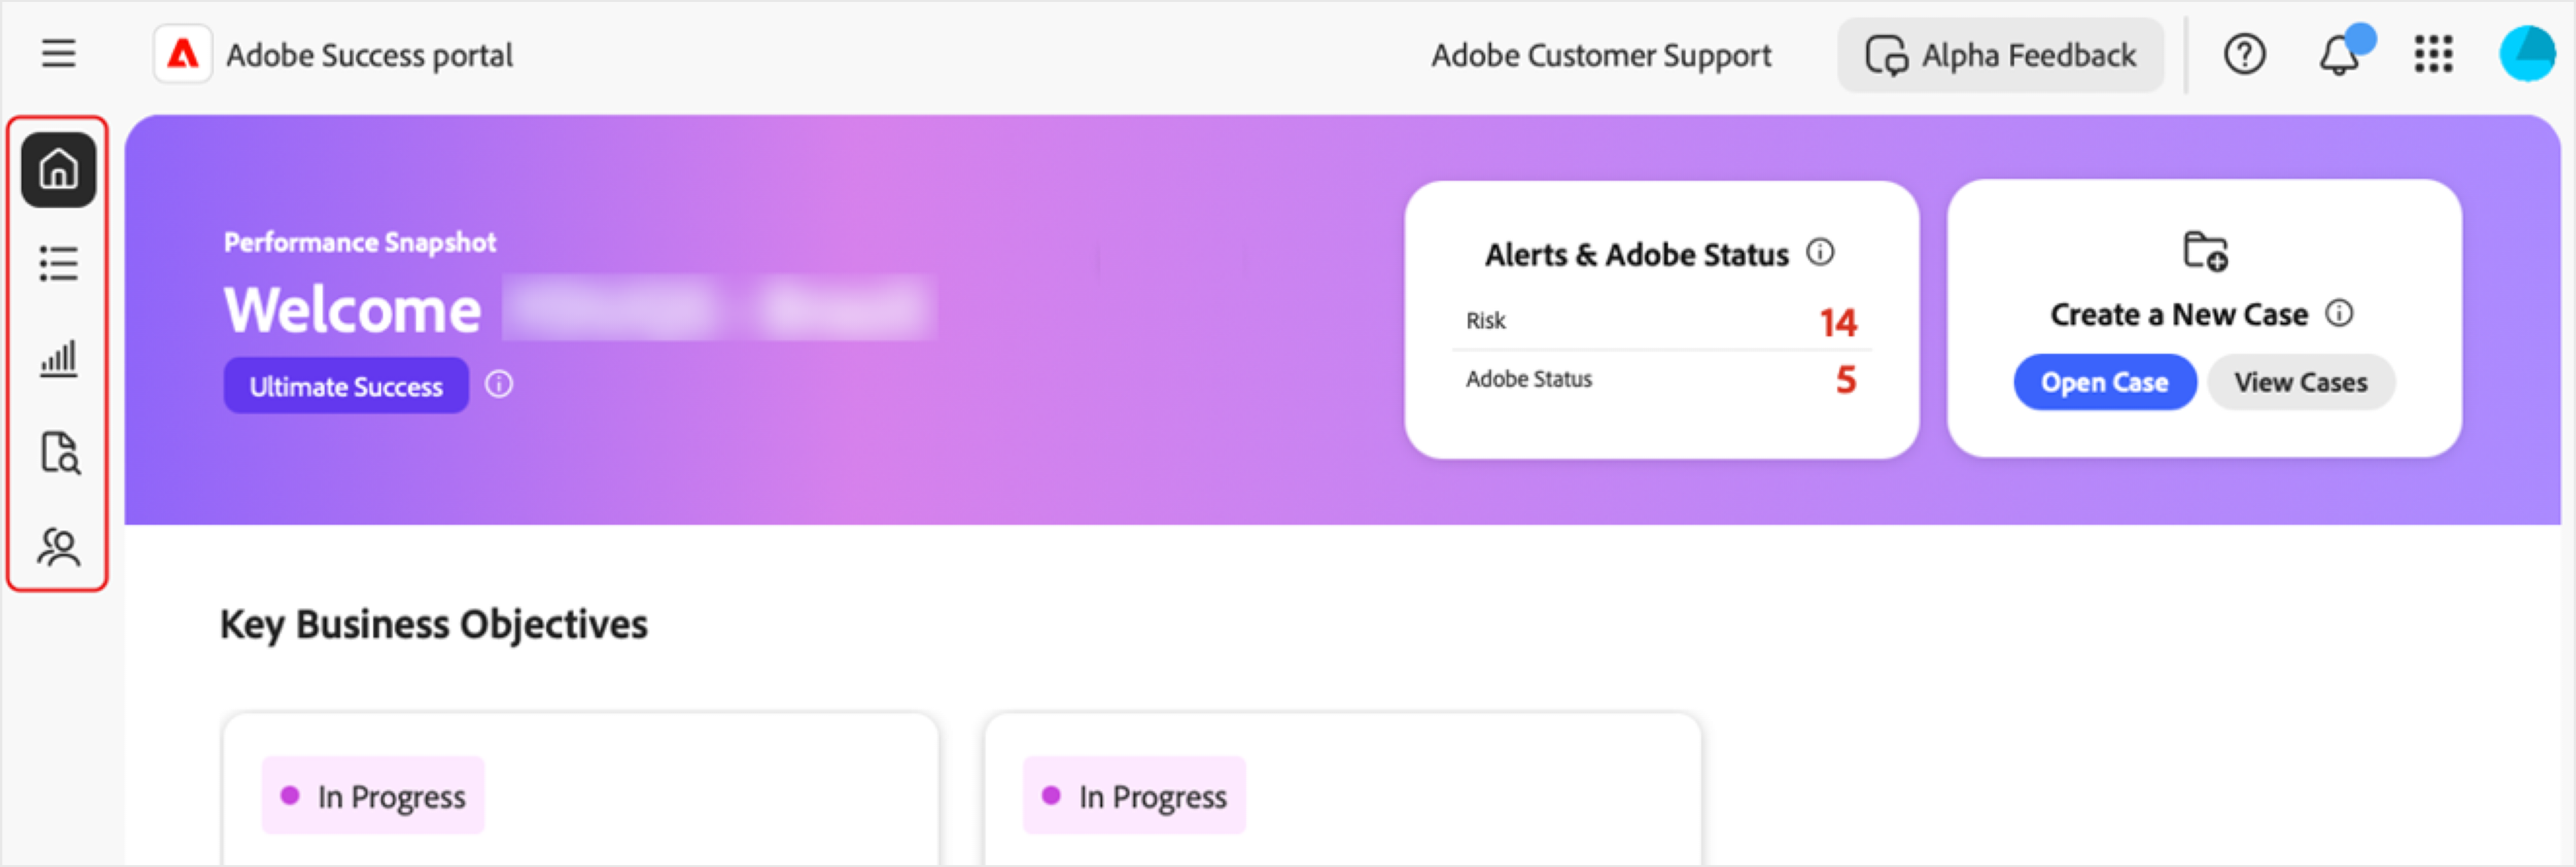 Adobe Success portal
Adobe Customer Support
Alpha Feedback
Performance Snapshot
Welcome
Ultimate Success
Alerts & Adobe Status
Risk 14
Adobe Status 5
Create a New Case
Open Case
View Cases
Key Business Objectives
In Progress
In Progress